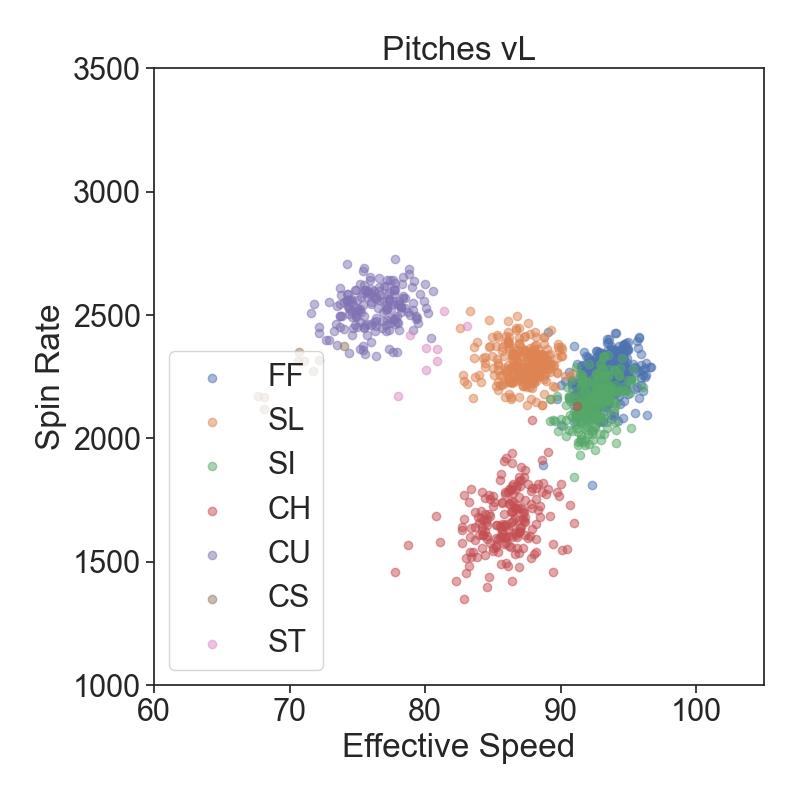 Pitches vL
3500
3000
2500
2000
1500
1000
Spin Rate
FF
SL
SI
CH
CU
CS
ST
60 70 80 90 100
Effective Speed